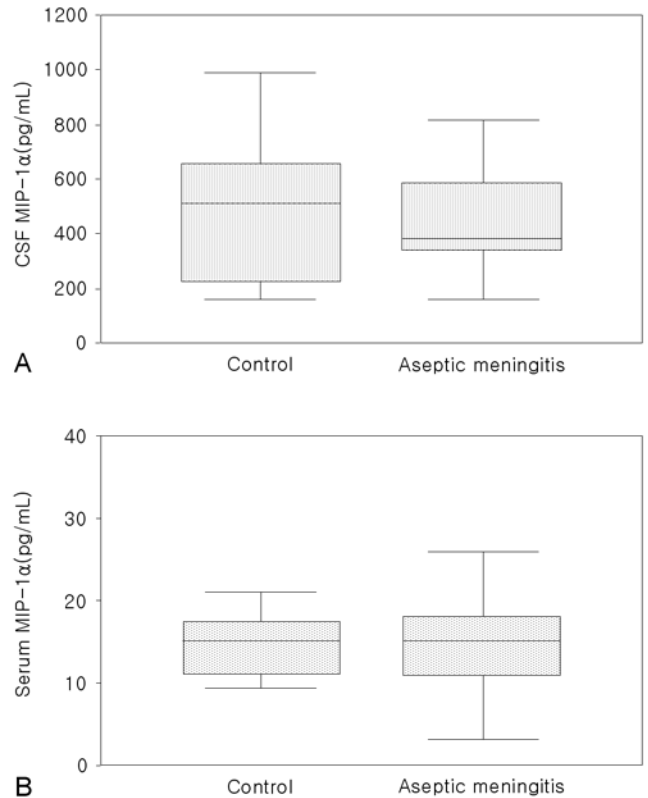 1200
1000
800
600
400
200
0
CSF MIP-1α(pg/mL)
Control
Aseptic meningitis
A
40
30
20
10
0
Serum MIP-1α(pg/mL)
Control
Aseptic meningitis
B